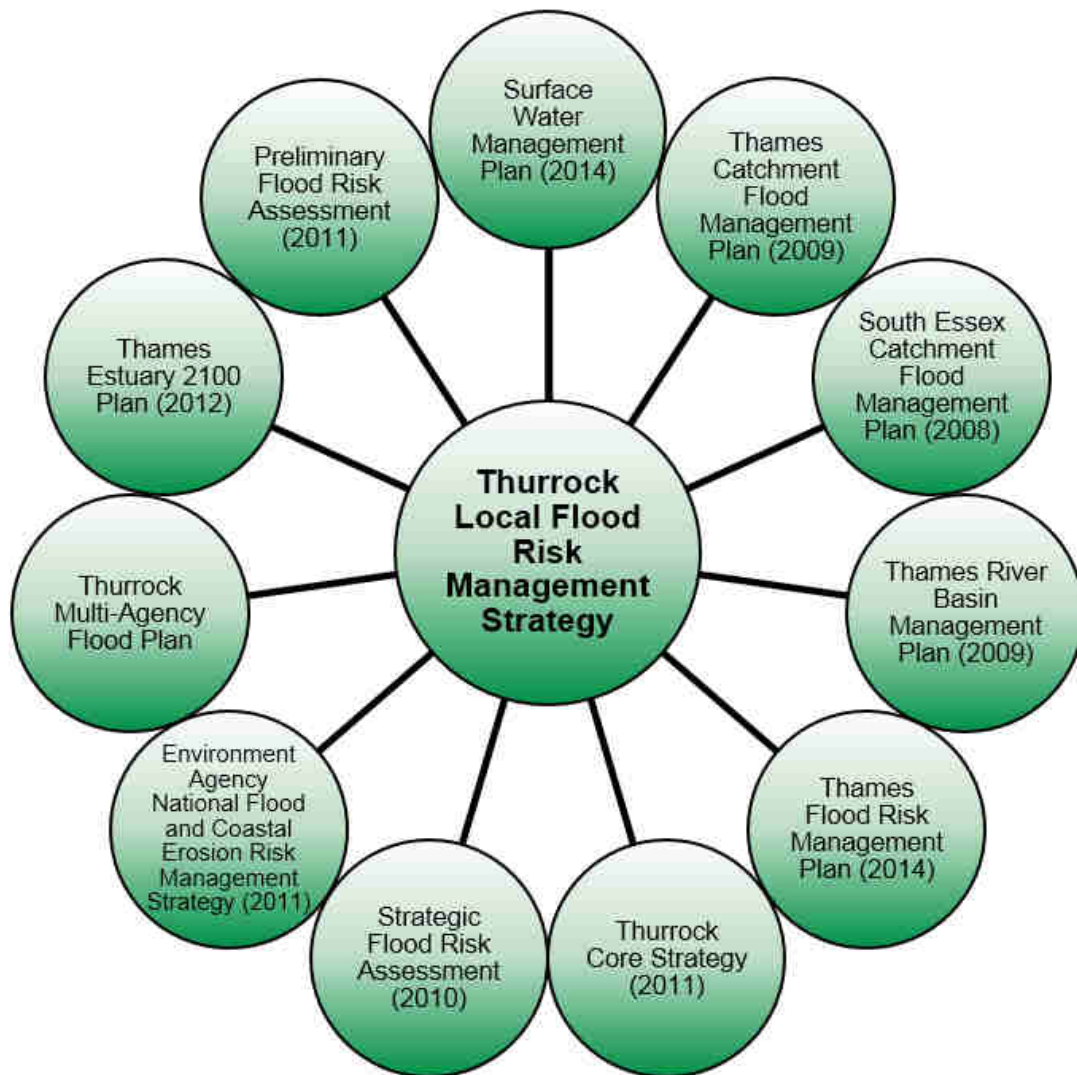 Surface
Water
Management
Plan (2014)
Thames
Catchment
Flood
Management
Plan (2009)
South Essex
Catchment
Flood
Management
Plan (2008)
Thames River
Basin
Management
Plan (2009)
Thames
Flood Risk
Management
Plan (2014)
Thurrock
Core Strategy
(2011)
Strategic
Flood Risk
Assessment
(2010)
Environment
Agency
National Flood
and Coastal
Erosion Risk
Management
Strategy (2011)
Thurrock
Multi-Agency
Flood Plan
Thames
Estuary 2100
Plan (2012)
Preliminary
Flood Risk
Assessment
(2011)
Thurrock
Local Flood
Risk
Management
Strategy